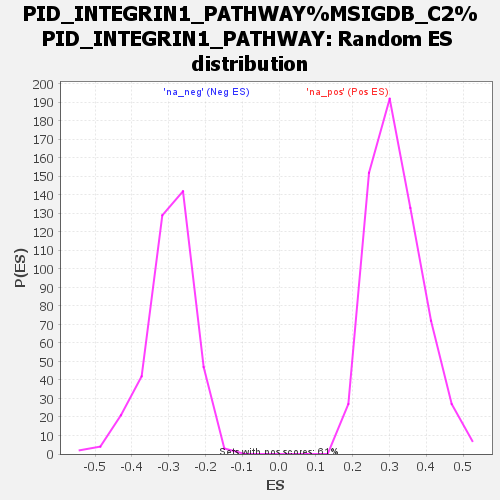 PID_INTEGRIN1_PATHWAY%MSIGDB_C2%
PID_INTEGRIN1_PATHWAY: Random ES
distribution
'na_neg' (Neg ES)
'na_pos' (Pos ES)
200
190
180
170
160
150
140
130
120
110
100
90
80
70
60
50
40
30
20
10
0
P(ES)
Sets with pos scores: 61%
-0.5 -0.4 -0.3 -0.2 -0.1 0.0 0.1 0.2 0.3 0.4 0.5
ES